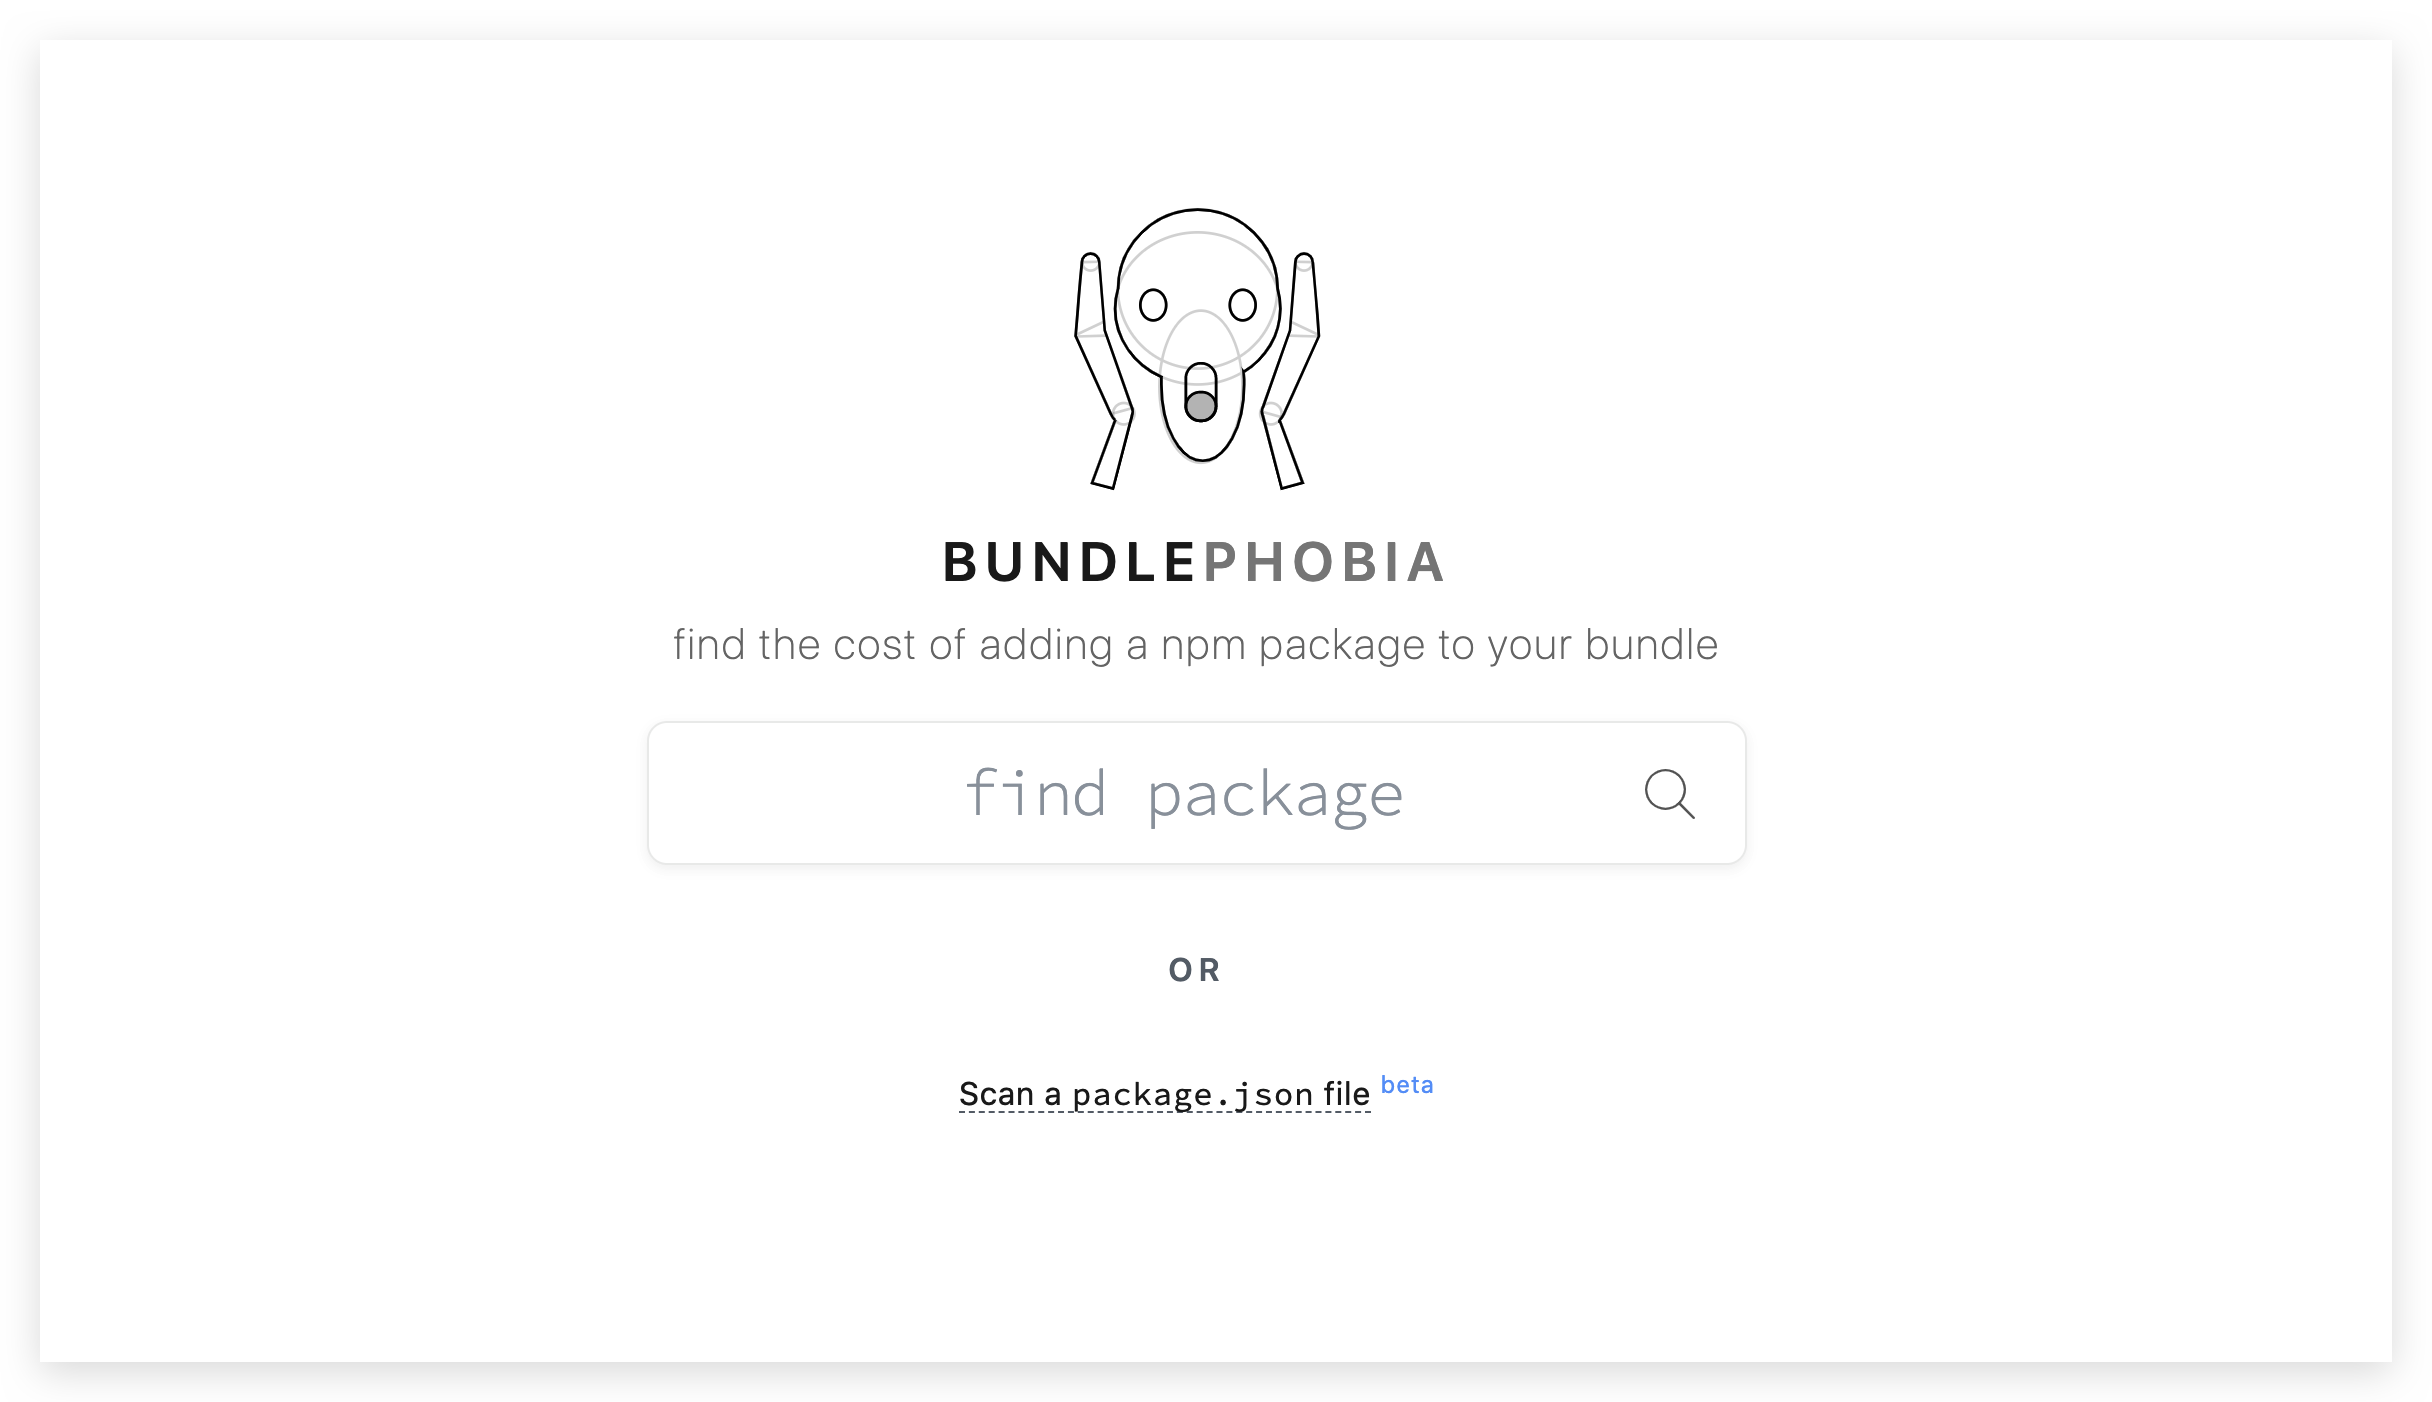 BUNDLEPHOBIA
find the cost of adding a npm package to your bundle
find package
OR
Scan a package.json file beta